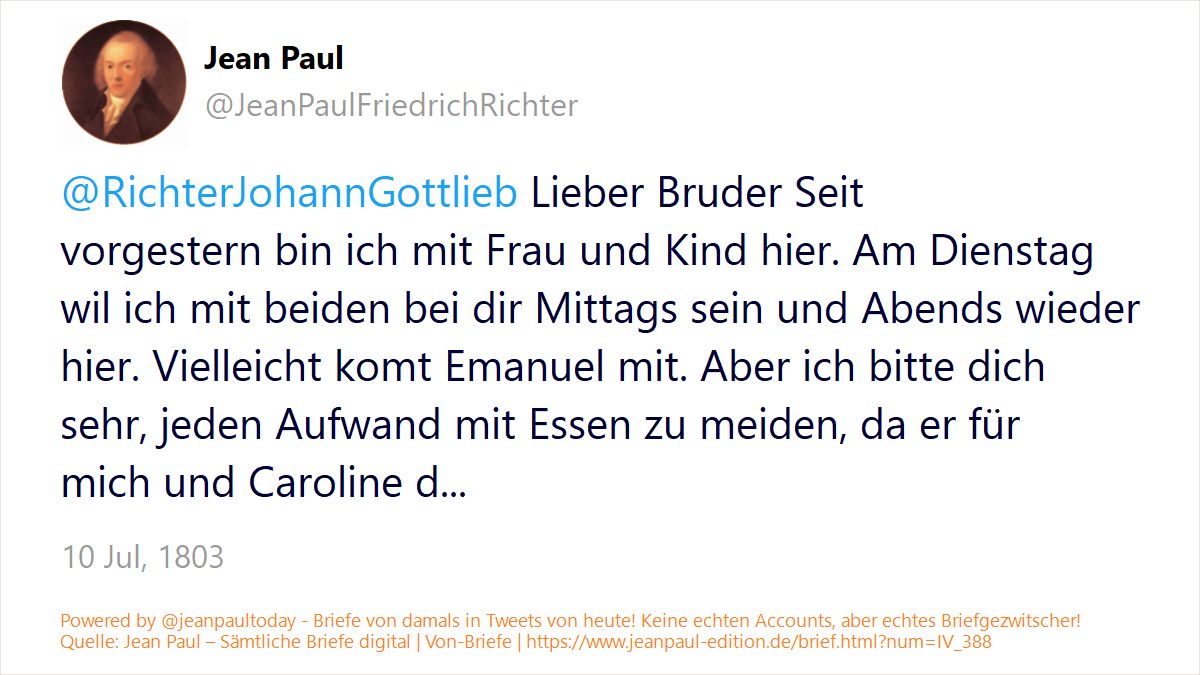 Jean Paul
@JeanPaulFriedrichRichter
@RichterJohannGottlieb Lieber Bruder Seit
vorgestern bin ich mit Frau und Kind hier. Am Dienstag
wil ich mit beiden bei dir Mittags sein und Abends wieder
hier. Vielleicht komt Emanuel mit. Aber ich bitte dich
sehr, jeden Aufwand mit Essen zu meiden, da er für
mich und Caroline d...
10 Jul, 1803
Powered by @jeanpaultoday - Briefe von damals in Tweets von heute! Keine echten Accounts, aber echtes Briefgezwitscher!
Quelle: Jean Paul – Sämtliche Briefe digital | Von-Briefe | https://www.jeanpaul-edition.de/brief.html?num=IV_388